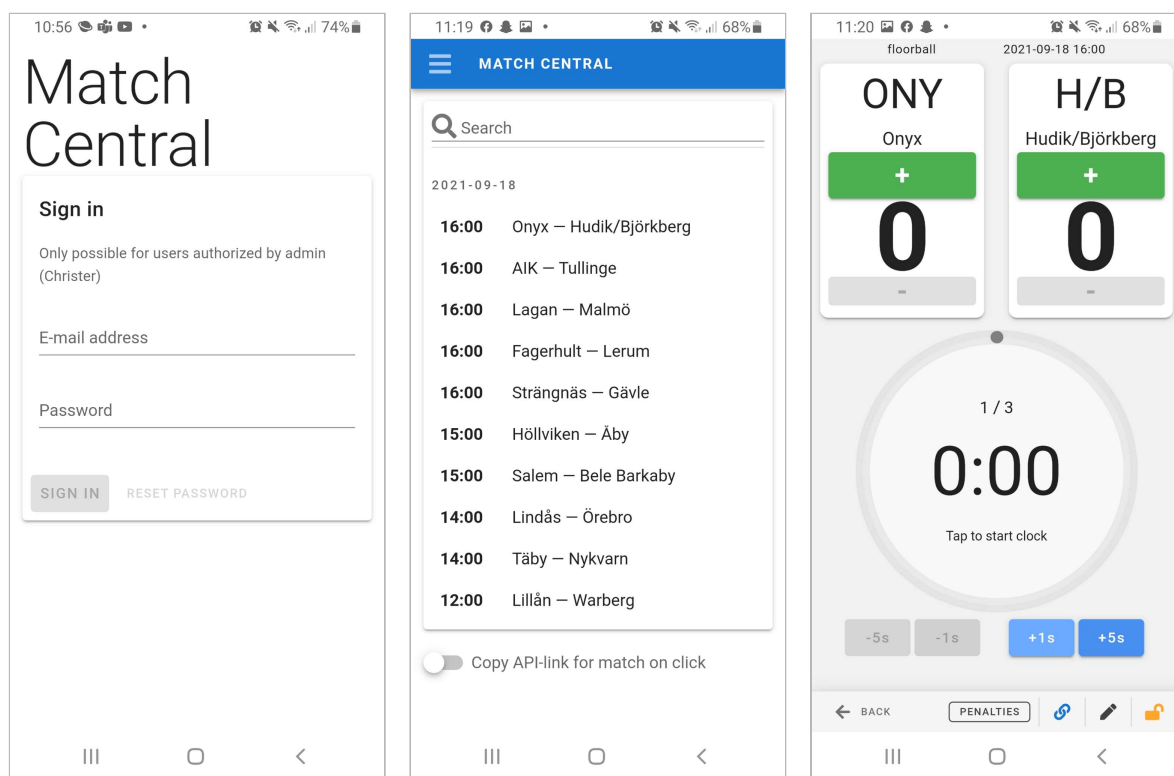 10:56
74%
Match
Central
Sign in
Only possible for users authorized by admin
(Christer)
E-mail address
Password
SIGN IN RESET PASSWORD
11:19
68%
MATCH CENTRAL
Search
2021-09-18
16:00 Onyx — Hudik/Björkberg
16:00 AIK — Tullinge
16:00 Lagan — Malmö
16:00 Fagerhult — Lerum
16:00 Strängnäs — Gävle
15:00 Höllviken — Åby
15:00 Salem — Bele Barkaby
14:00 Lindås — Örebro
14:00 Täby — Nykvarn
12:00 Lillån — Warberg
Copy API-link for match on click
11:20
68%
floorball 2021-09-18 16:00
ONY
Onyx
+
0
-
H/B
Hudik/Björkberg
+
0
-
1 / 3
0:00
Tap to start clock
-5s -1s +1s +5s
BACK PENALTIES